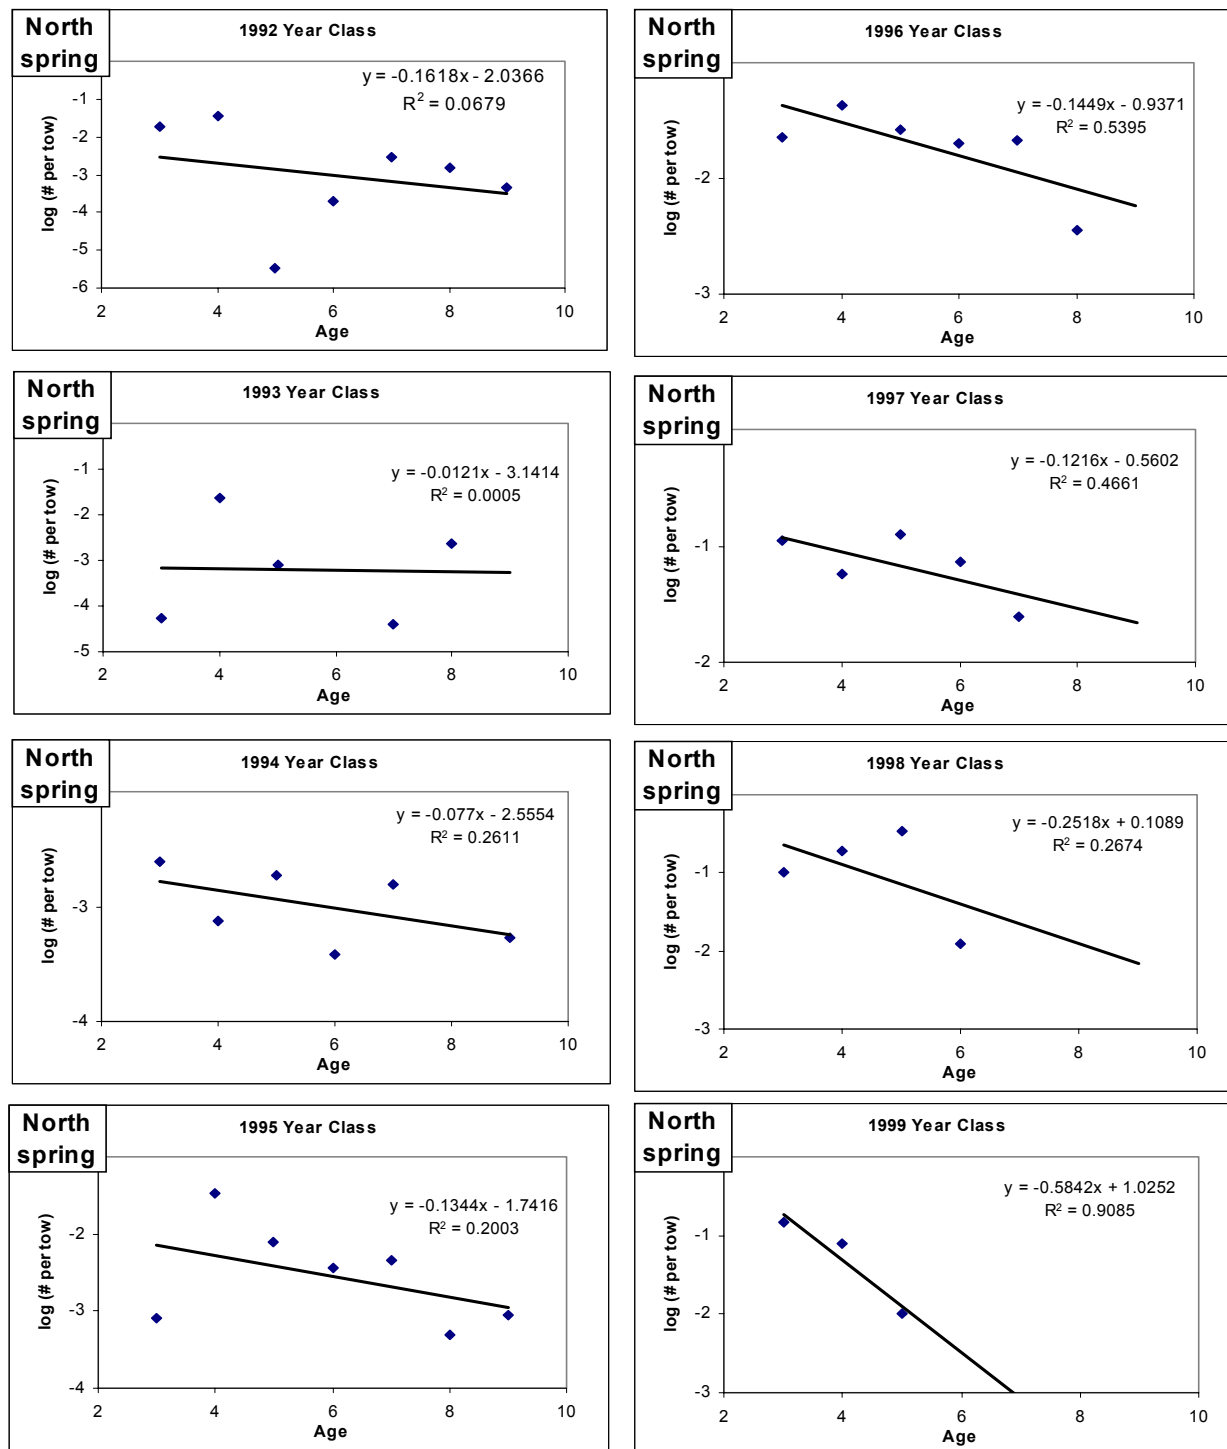 North
spring
1992 Year Class
y = -0.1618x - 2.0366
R² = 0.0679
log (# per tow)
-1
-2
-3
-4
-5
-6
2 4 6 8 10
Age
North
spring
1996 Year Class
y = -0.1449x - 0.9371
R² = 0.5395
log (# per tow)
-2
-3
2 4 6 8 10
Age
North
spring
1993 Year Class
y = -0.0121x - 3.1414
R² = 0.0005
log (# per tow)
-1
-2
-3
-4
-5
2 4 6 8 10
Age
North
spring
1997 Year Class
y = -0.1216x - 0.5602
R² = 0.4661
log (# per tow)
-1
-2
2 4 6 8 10
Age
North
spring
1994 Year Class
y = -0.077x - 2.5554
R² = 0.2611
log (# per tow)
-3
-4
2 4 6 8 10
Age
North
spring
1998 Year Class
y = -0.2518x + 0.1089
R² = 0.2674
log (# per tow)
-1
-2
-3
2 4 6 8 10
Age
North
spring
1995 Year Class
y = -0.1344x - 1.7416
R² = 0.2003
log (# per tow)
-2
-3
-4
2 4 6 8 10
Age
North
spring
1999 Year Class
y = -0.5842x + 1.0252
R² = 0.9085
log (# per tow)
-1
-2
-3
2 4 6 8 10
Age